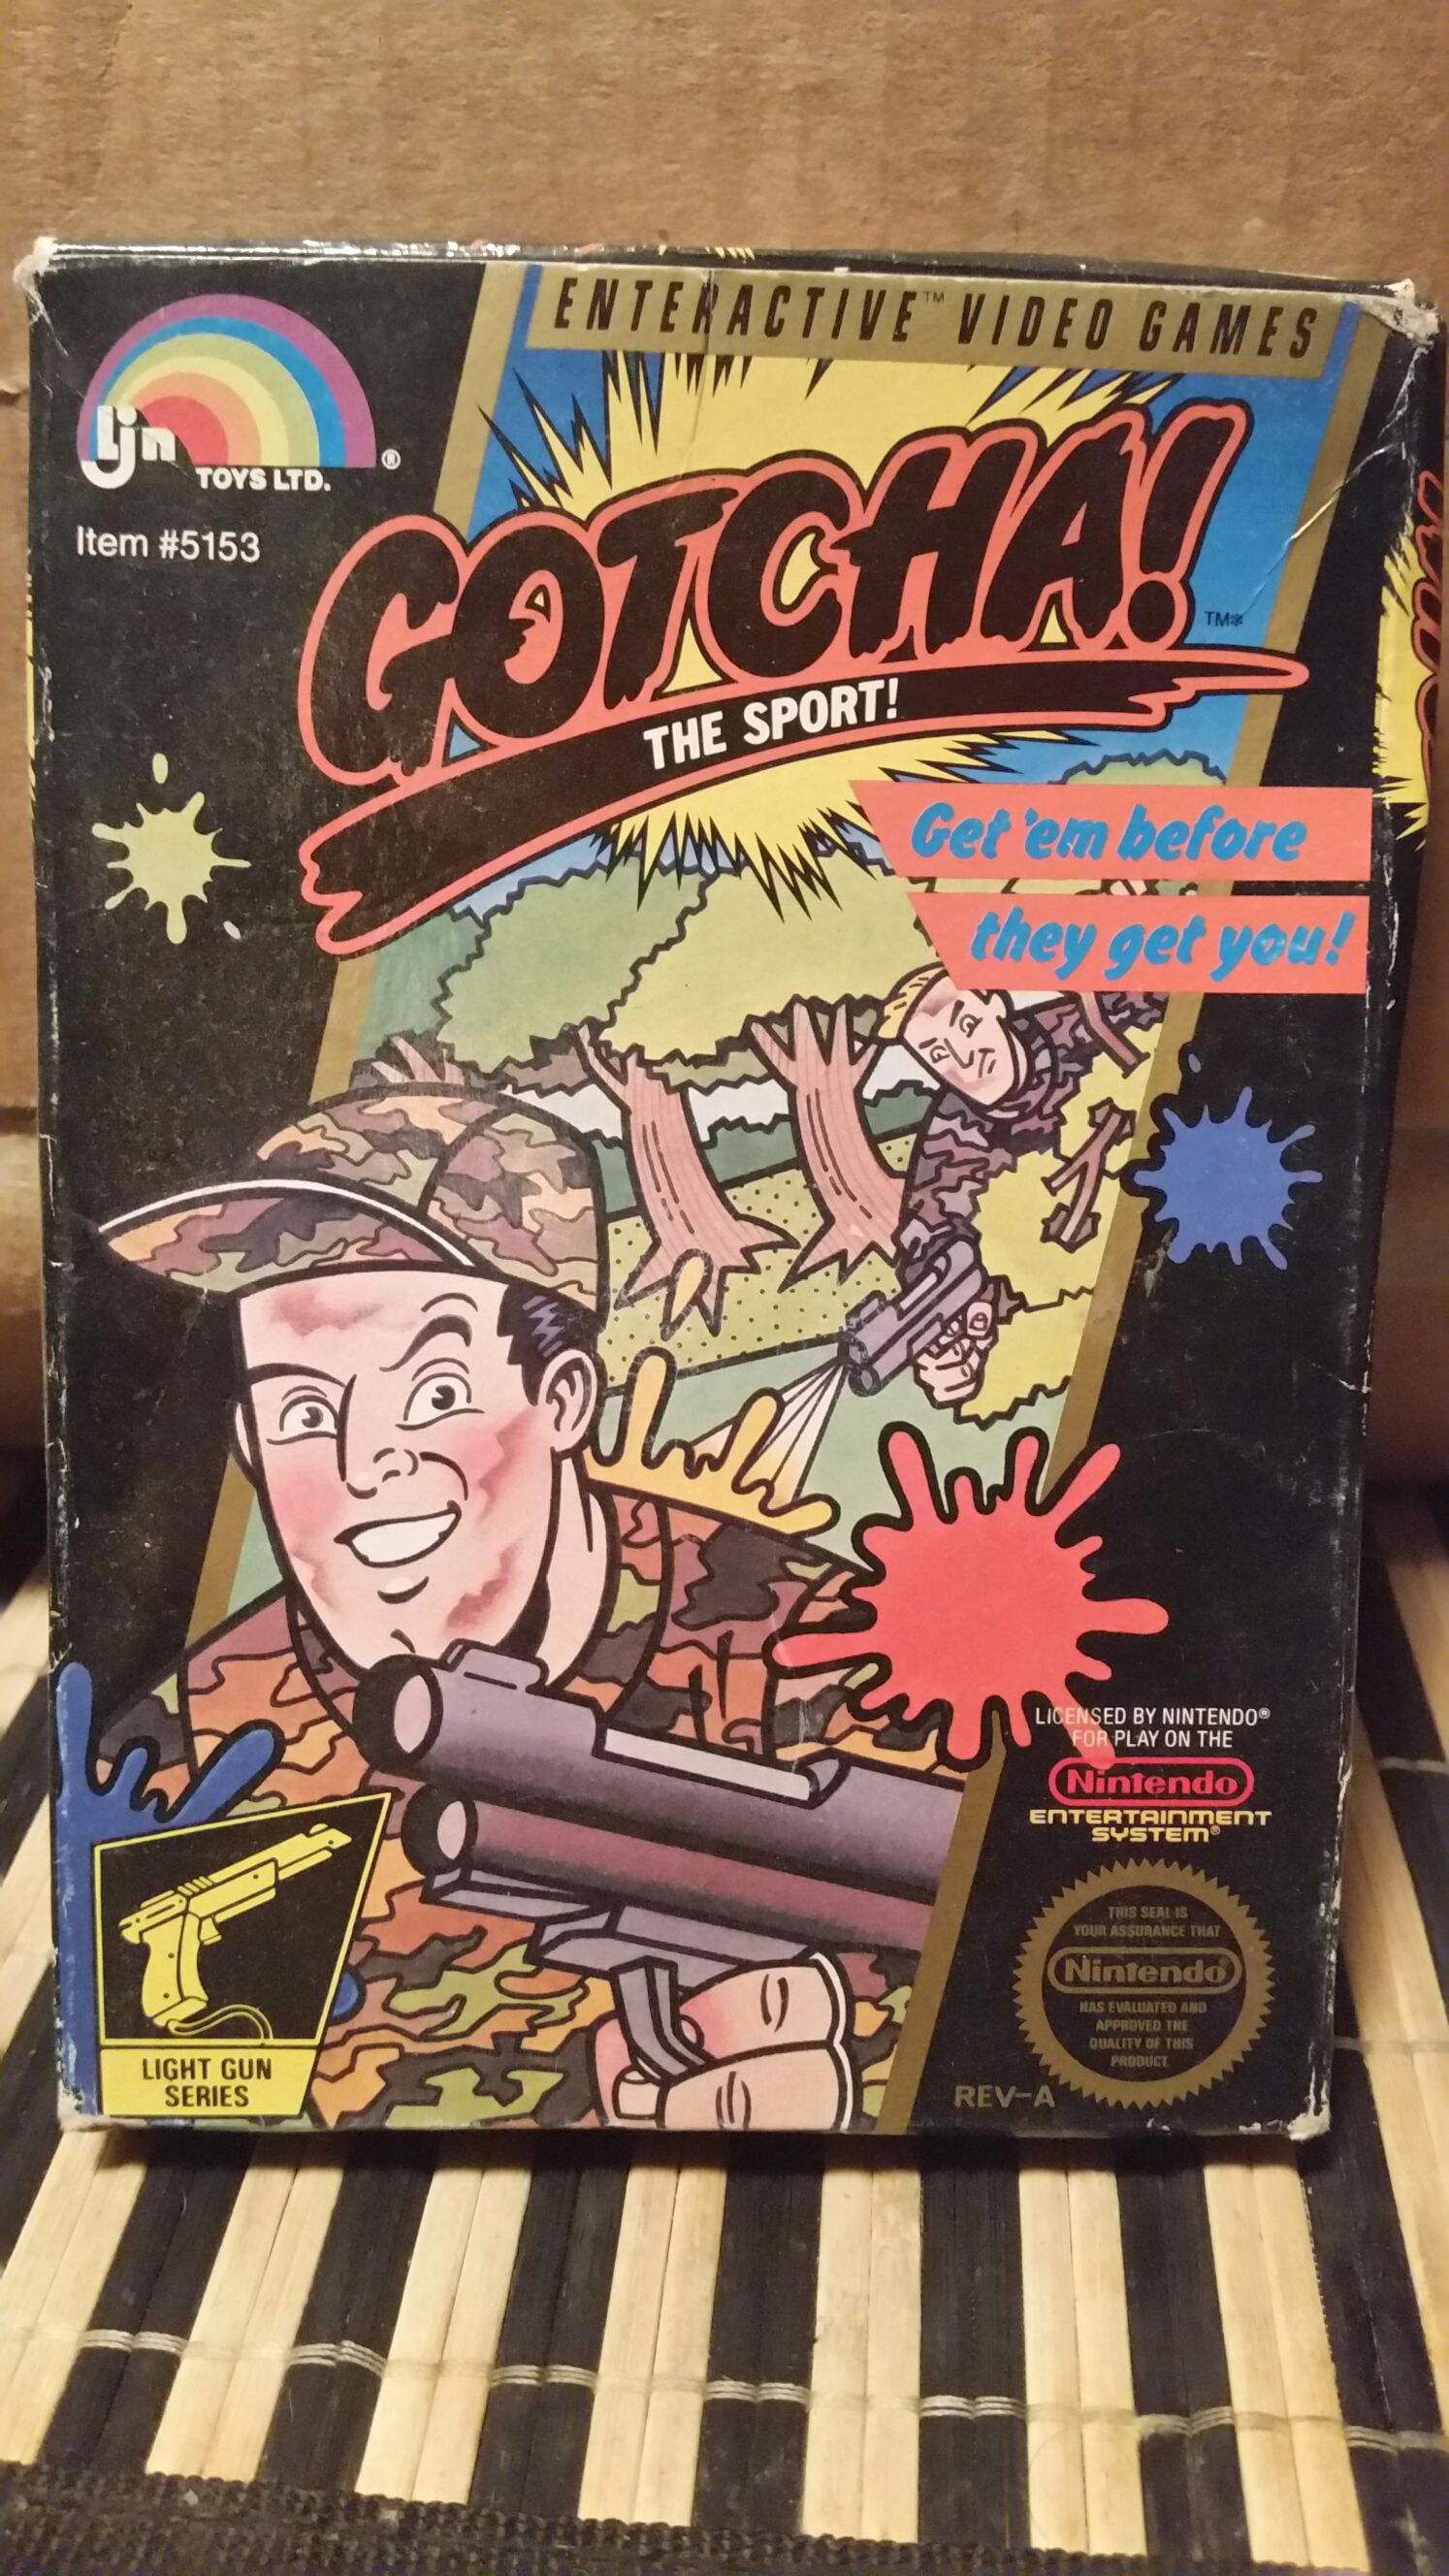 ENTERACTIVE™ VIDEO GAMES
ljn
TOYS LTD.
®
Item #5153
GOTCHA!
TM*
THE SPORT!
Get 'em before
they get you!
LICENSED BY NINTENDO®
FOR PLAY ON THE
Nintendo
ENTERTAINMENT
SYSTEM®
THIS SEAL IS
YOUR ASSURANCE THAT
Nintendo®
HAS EVALUATED AND
APPROVED THE
QUALITY OF THIS
PRODUCT.
REV-A
LIGHT GUN
SERIES